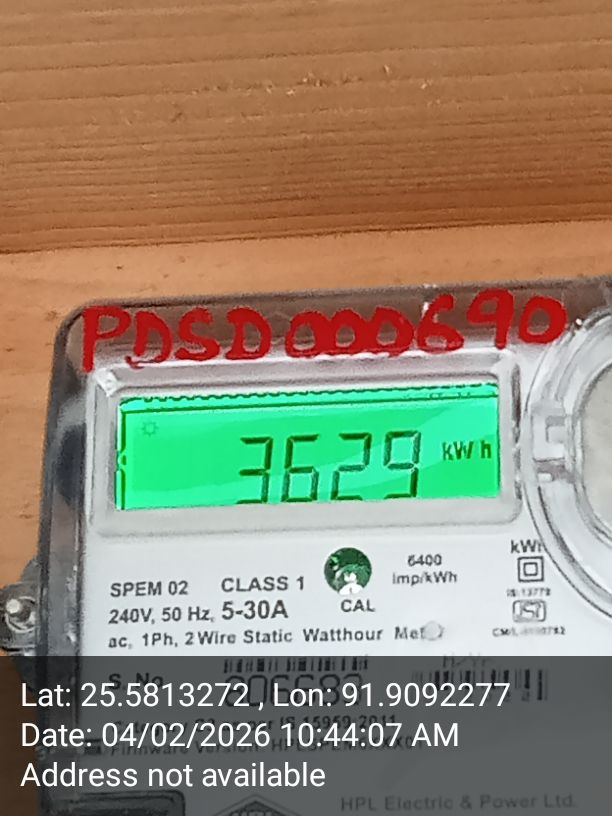 PDSD000690
3629 kWh
6400
imp/kWh
SPEM 02 CLASS 1
240V, 50 Hz, 5-30A
CAL
ac, 1Ph, 2 Wire Static Watthour
S. No.
Lat: 25.5813272 , Lon: 91.9092277
Date: 04/02/2026 10:44:07 AM
Address not available
HPL Electric & Power Ltd.